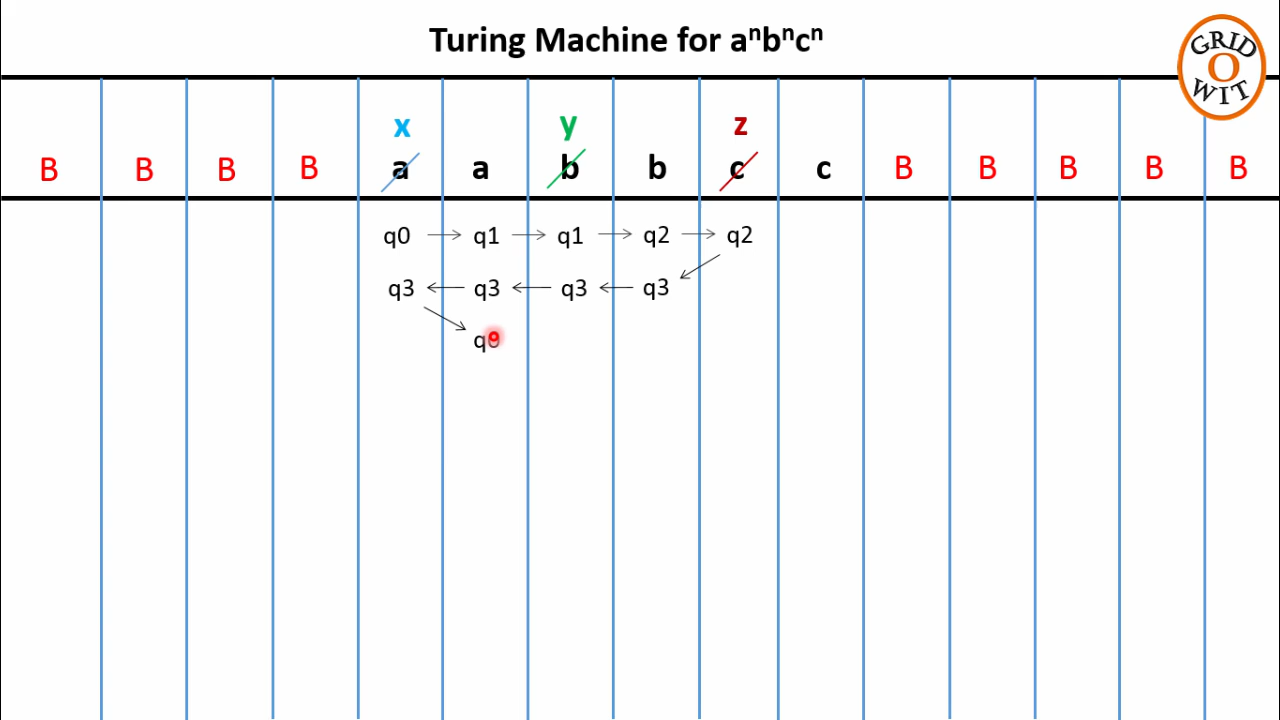 Turing Machine for aⁿbⁿcⁿ
GRID
O
WIT
x y z
B B B B a a b b c c B B B B B
q0 → q1 → q1 → q2 → q2
q3 ← q3 ← q3 ← q3